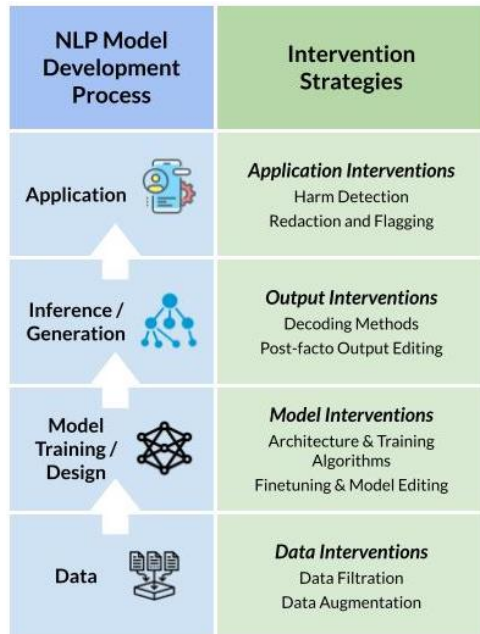 NLP Model
Development
Process
Intervention
Strategies
Application
Application Interventions
Harm Detection
Redaction and Flagging
Inference /
Generation
Output Interventions
Decoding Methods
Post-facto Output Editing
Model
Training /
Design
Model Interventions
Architecture & Training
Algorithms
Finetuning & Model Editing
Data
Data Interventions
Data Filtration
Data Augmentation